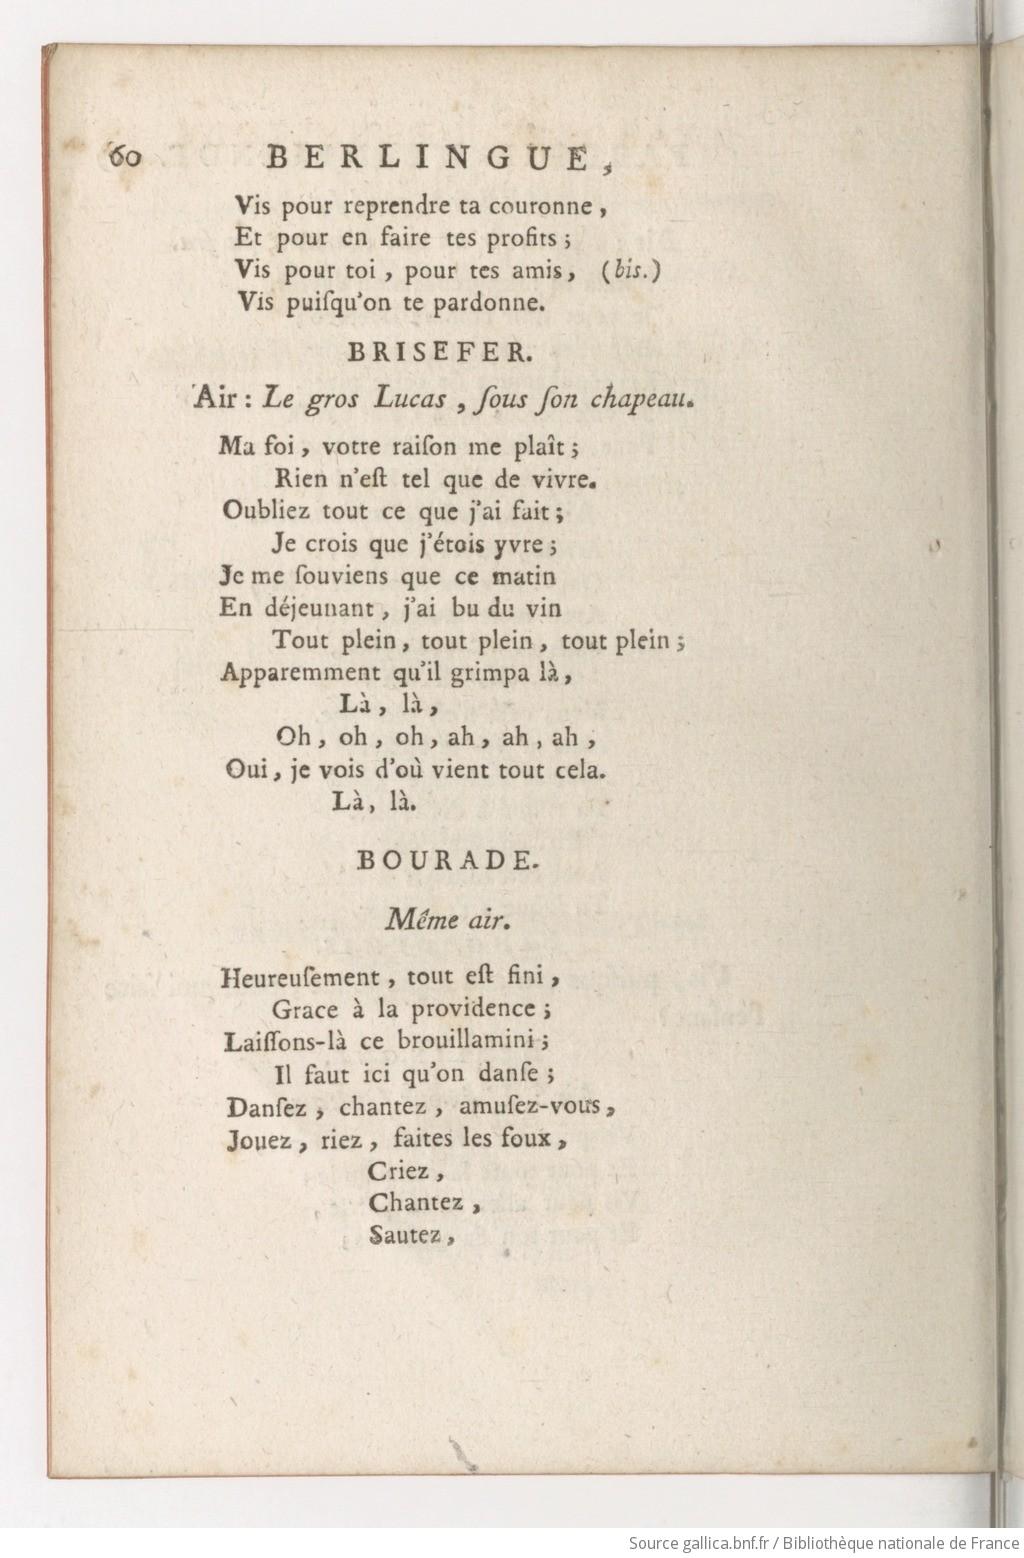 60 BERLINGUE,
Vis pour reprendre ta couronne,
Et pour en faire tes profits;
Vis pour toi, pour tes amis, (bis.)
Vis puiſqu'on te pardonne.
BRISEFER.
Air: Le gros Lucas, ſous ſon chapeau.
Ma foi, votre raiſon me plaît;
Rien n'eſt tel que de vivre.
Oubliez tout ce que j'ai fait;
Je crois que j'étois yvre;
Je me ſouviens que ce matin
En déjeunant, j'ai bu du vin
Tout plein, tout plein, tout plein;
Apparemment qu'il grimpa là,
Là, là,
Oh, oh, oh, ah, ah, ah,
Oui, je vois d'où vient tout cela.
Là, là.
BOURADE.
Même air.
Heureuſement, tout eſt fini,
Grace à la providence;
Laiſſons-là ce brouillamini;
Il faut ici qu'on danſe;
Danſez, chantez, amuſez-vous,
Jouez, riez, faites les foux,
Criez,
Chantez,
Sautez,
Source gallica.bnf.fr / Bibliothèque nationale de France